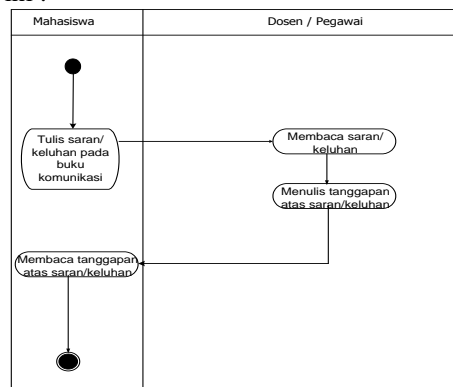 Mahasiswa
Dosen / Pegawai
Tulis saran/
keluhan pada
buku
komunikasi
Membaca saran/
keluhan
Menulis tanggapan
atas saran/keluhan
Membaca tanggapan
atas saran/keluhan